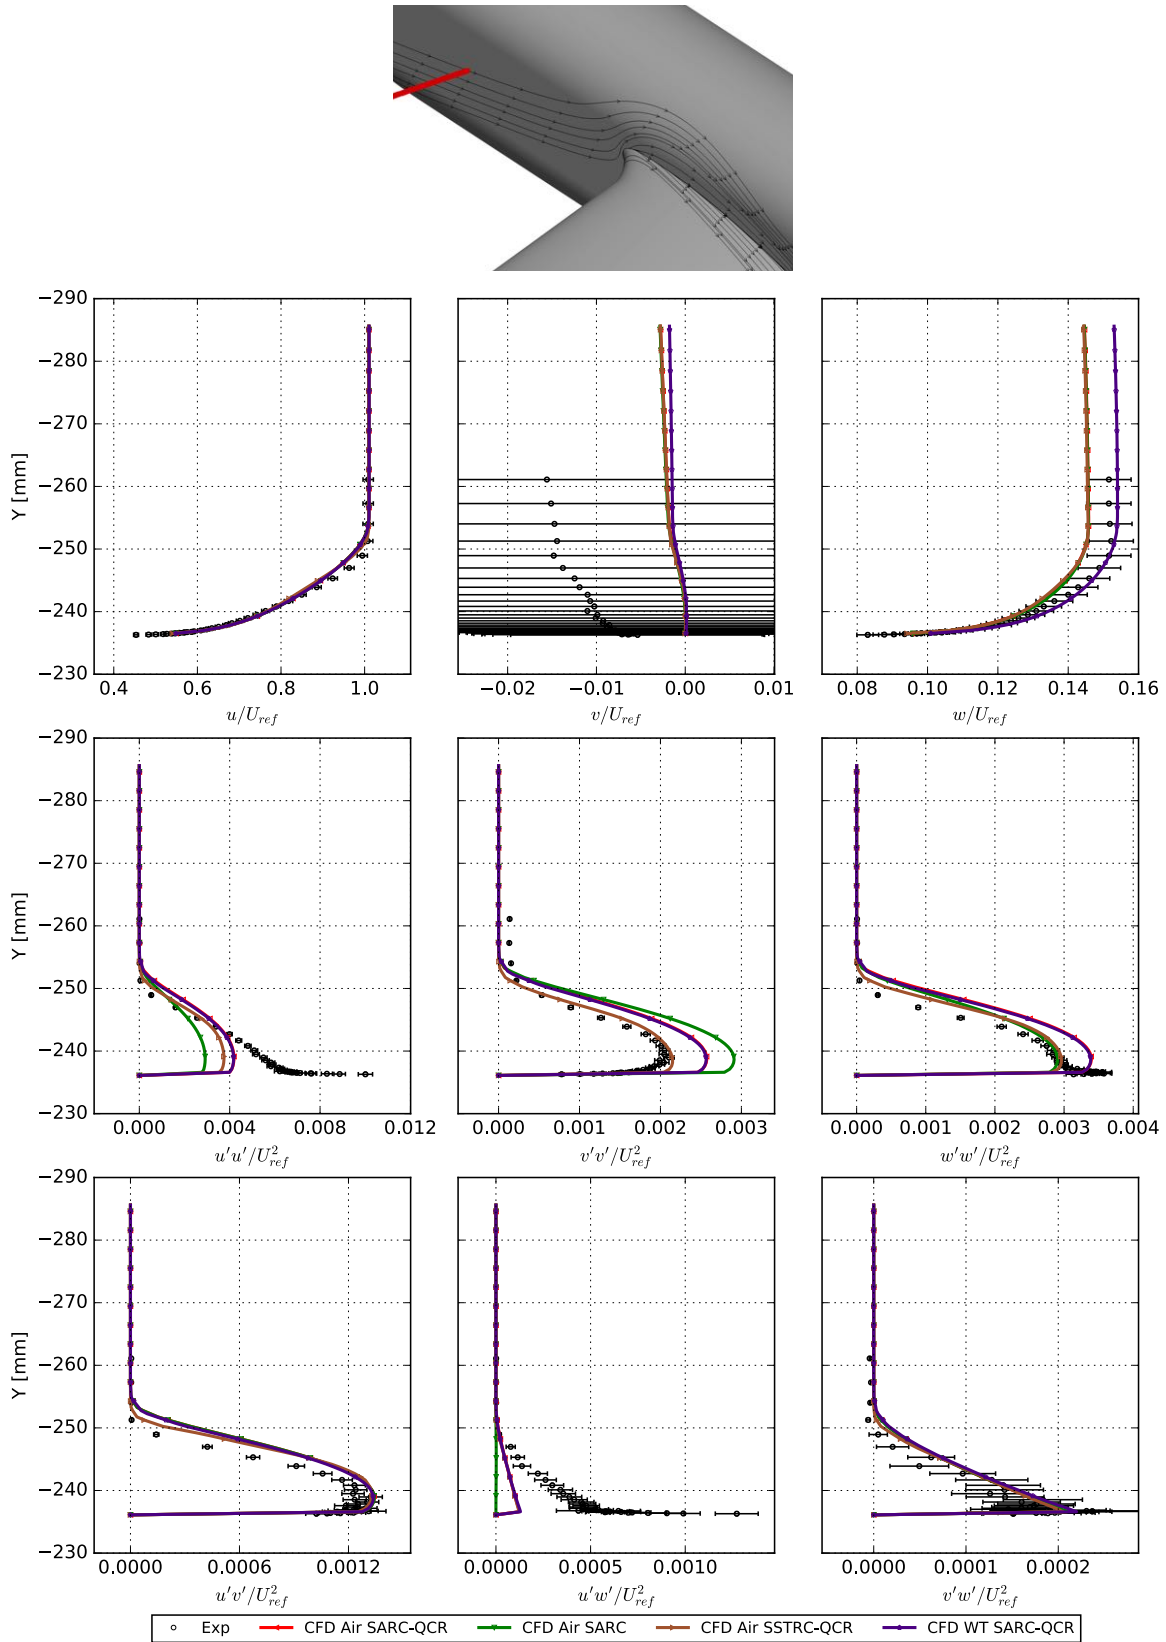 −290
−280
−270
−260
−250
−240
−230
Y [mm]
0.4 0.6 0.8 1.0
u/U_ref
−0.02 −0.01 0.00 0.01
v/U_ref
0.08 0.10 0.12 0.14 0.16
w/U_ref
−290
−280
−270
−260
−250
−240
−230
Y [mm]
0.000 0.004 0.008 0.012
u′u′/U²_ref
0.000 0.001 0.002 0.003
v′v′/U²_ref
0.000 0.001 0.002 0.003 0.004
w′w′/U²_ref
−290
−280
−270
−260
−250
−240
−230
Y [mm]
0.0000 0.0006 0.0012
u′v′/U²_ref
0.0000 0.0005 0.0010
u′w′/U²_ref
0.0000 0.0001 0.0002
v′w′/U²_ref
Exp CFD Air SARC-QCR CFD Air SARC CFD Air SSTRC-QCR CFD WT SARC-QCR